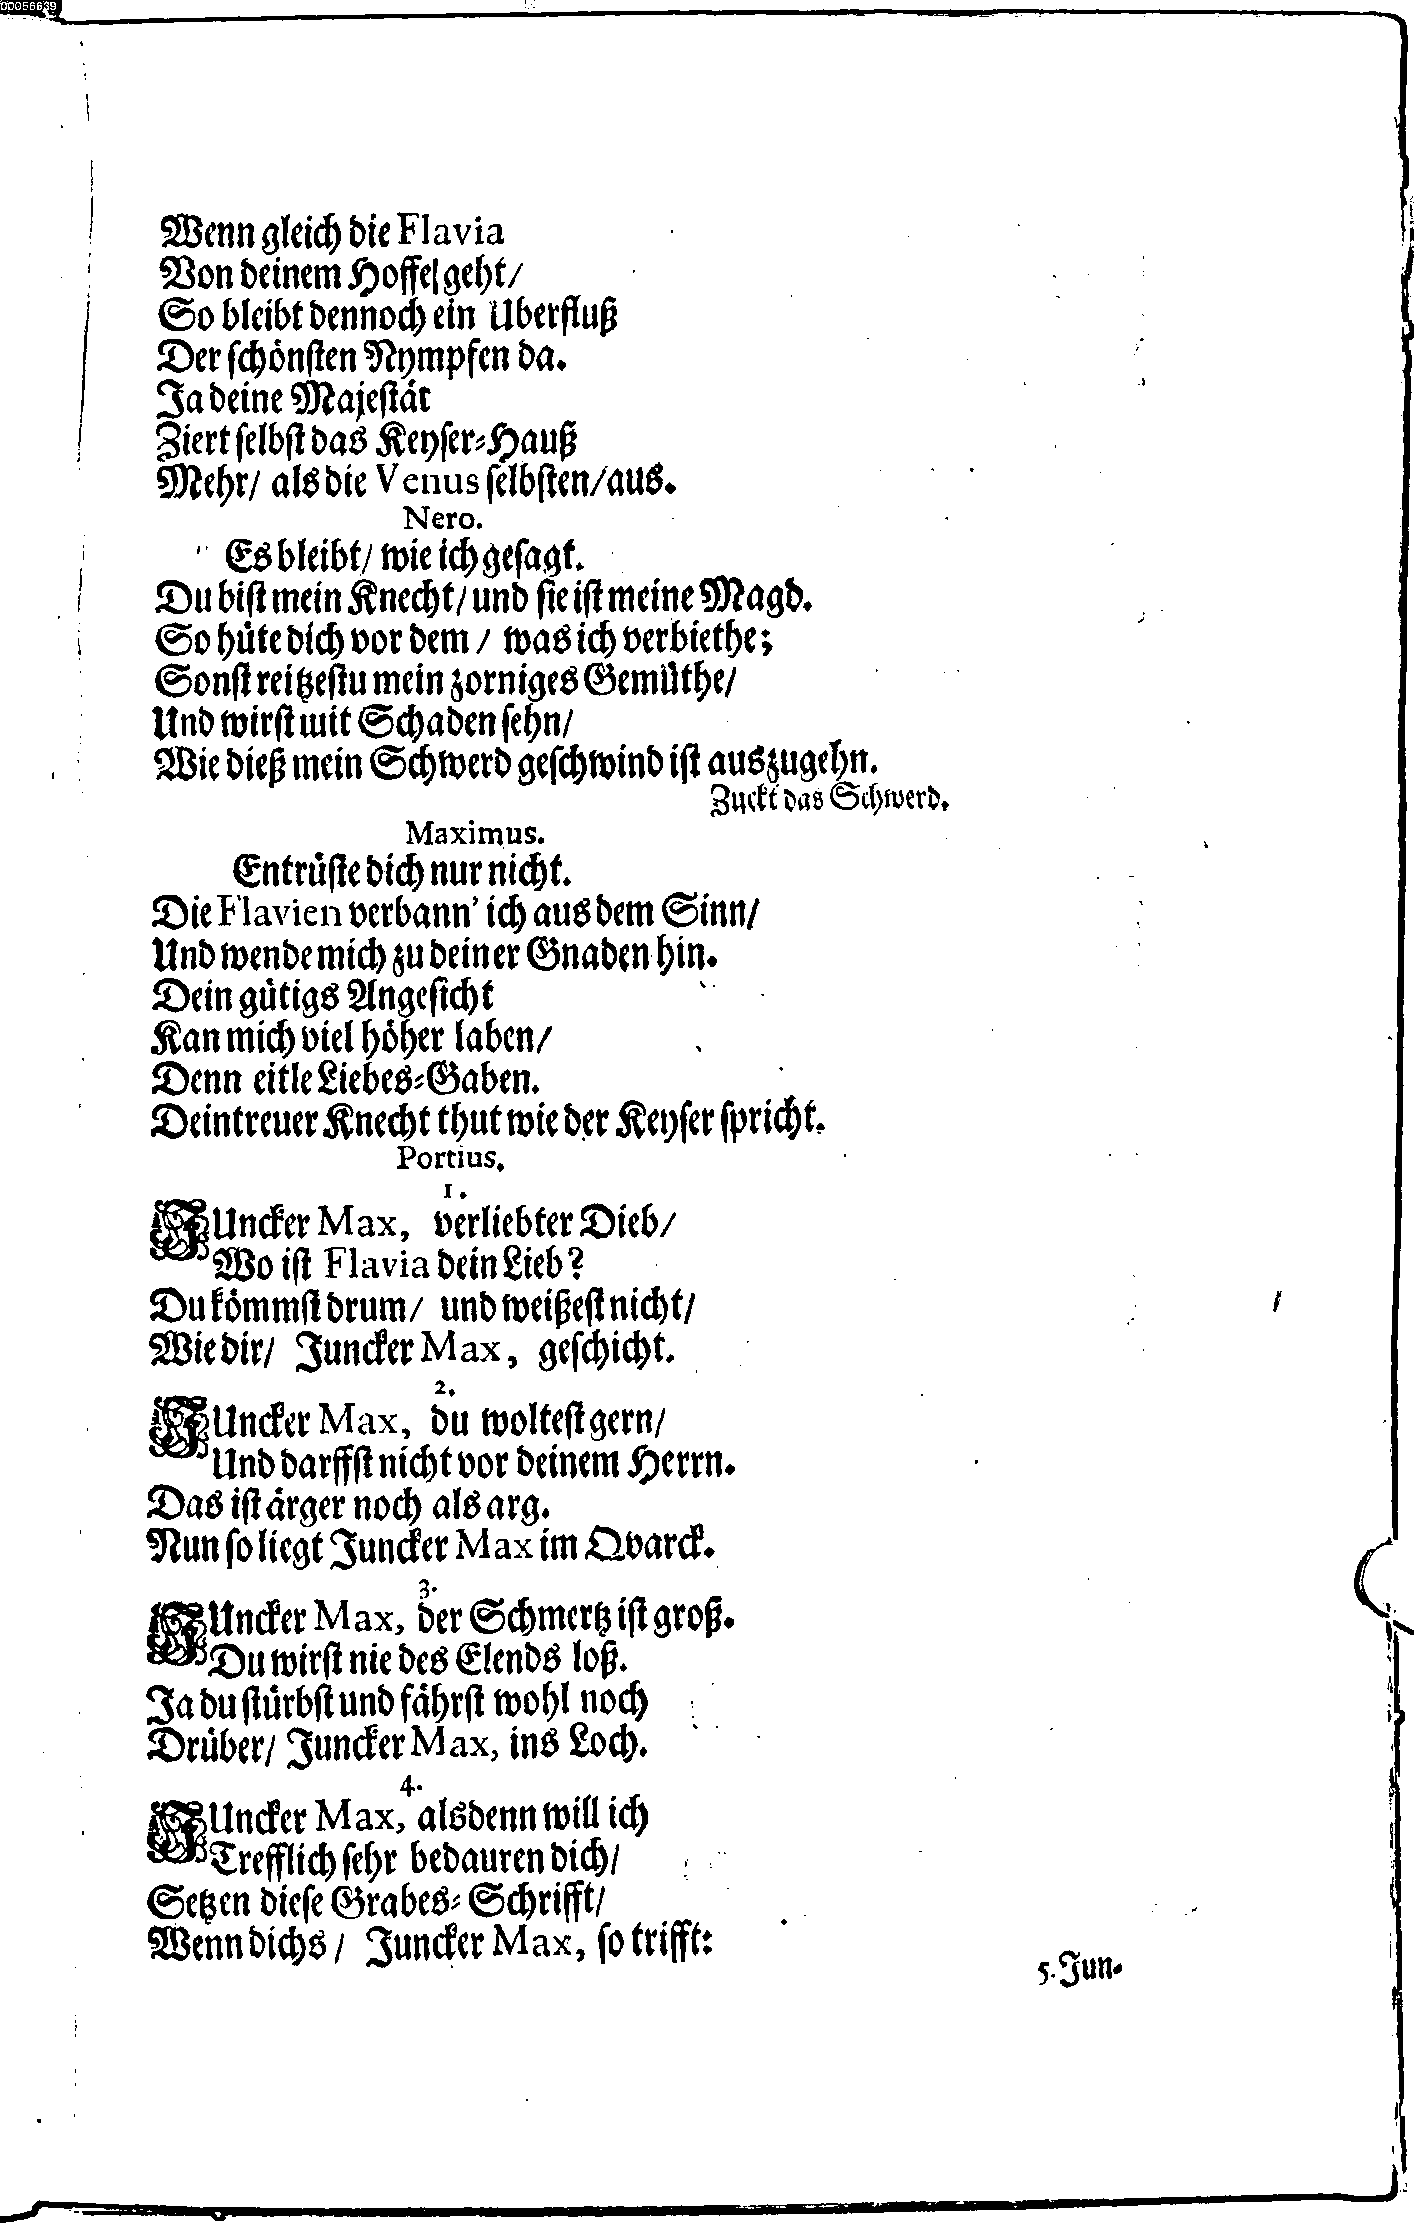 00056639
Wenn gleich die Flavia
Von deinem Hoffe geht/
So bleibt dennoch ein Uberfluß
Der schönsten Nympfen da.
Ja deine Majestät
Ziert selbst das Keyser-Hauß
Mehr/ als die Venus selbsten/ aus.
Nero.
Es bleibt/ wie ich gesagt.
Du bist mein Knecht/ und sie ist meine Magd.
So hüte dich vor dem / was ich verbiethe;
Sonst reitzestu mein zorniges Gemüthe/
Und wirst mit Schaden sehn/
Wie dieß mein Schwerd geschwind ist auszugehn.
Zuckt das Schwerd.
Maximus.
Entrüste dich nur nicht.
Die Flavien verbann' ich aus dem Sinn/
Und wende mich zu deiner Gnaden hin.
Dein gütigs Angesicht
Kan mich viel höher laben/
Denn eitle Liebes-Gaben.
Dein treuer Knecht thut wie der Keyser spricht.
Portius.
1.
JUncker Max, verliebter Dieb/
Wo ist Flavia dein Lieb?
Du kömmst drum/ und weißest nicht/
Wie dir/ Juncker Max, geschicht.
2.
JUncker Max, du woltest gern/
Und darffst nicht vor deinem Herrn.
Das ist ärger noch als arg.
Nun so liegt Juncker Max im Qvarck.
3.
JUncker Max, der Schmertz ist groß.
Du wirst nie des Elends loß.
Ja du stürbst und fährst wohl noch
Drüber/ Juncker Max, ins Loch.
4.
JUncker Max, alsdenn will ich
Trefflich sehr bedauren dich/
Setzen diese Grabes-Schrifft/
Wenn dichs / Juncker Max, so trifft:
5. Jun-